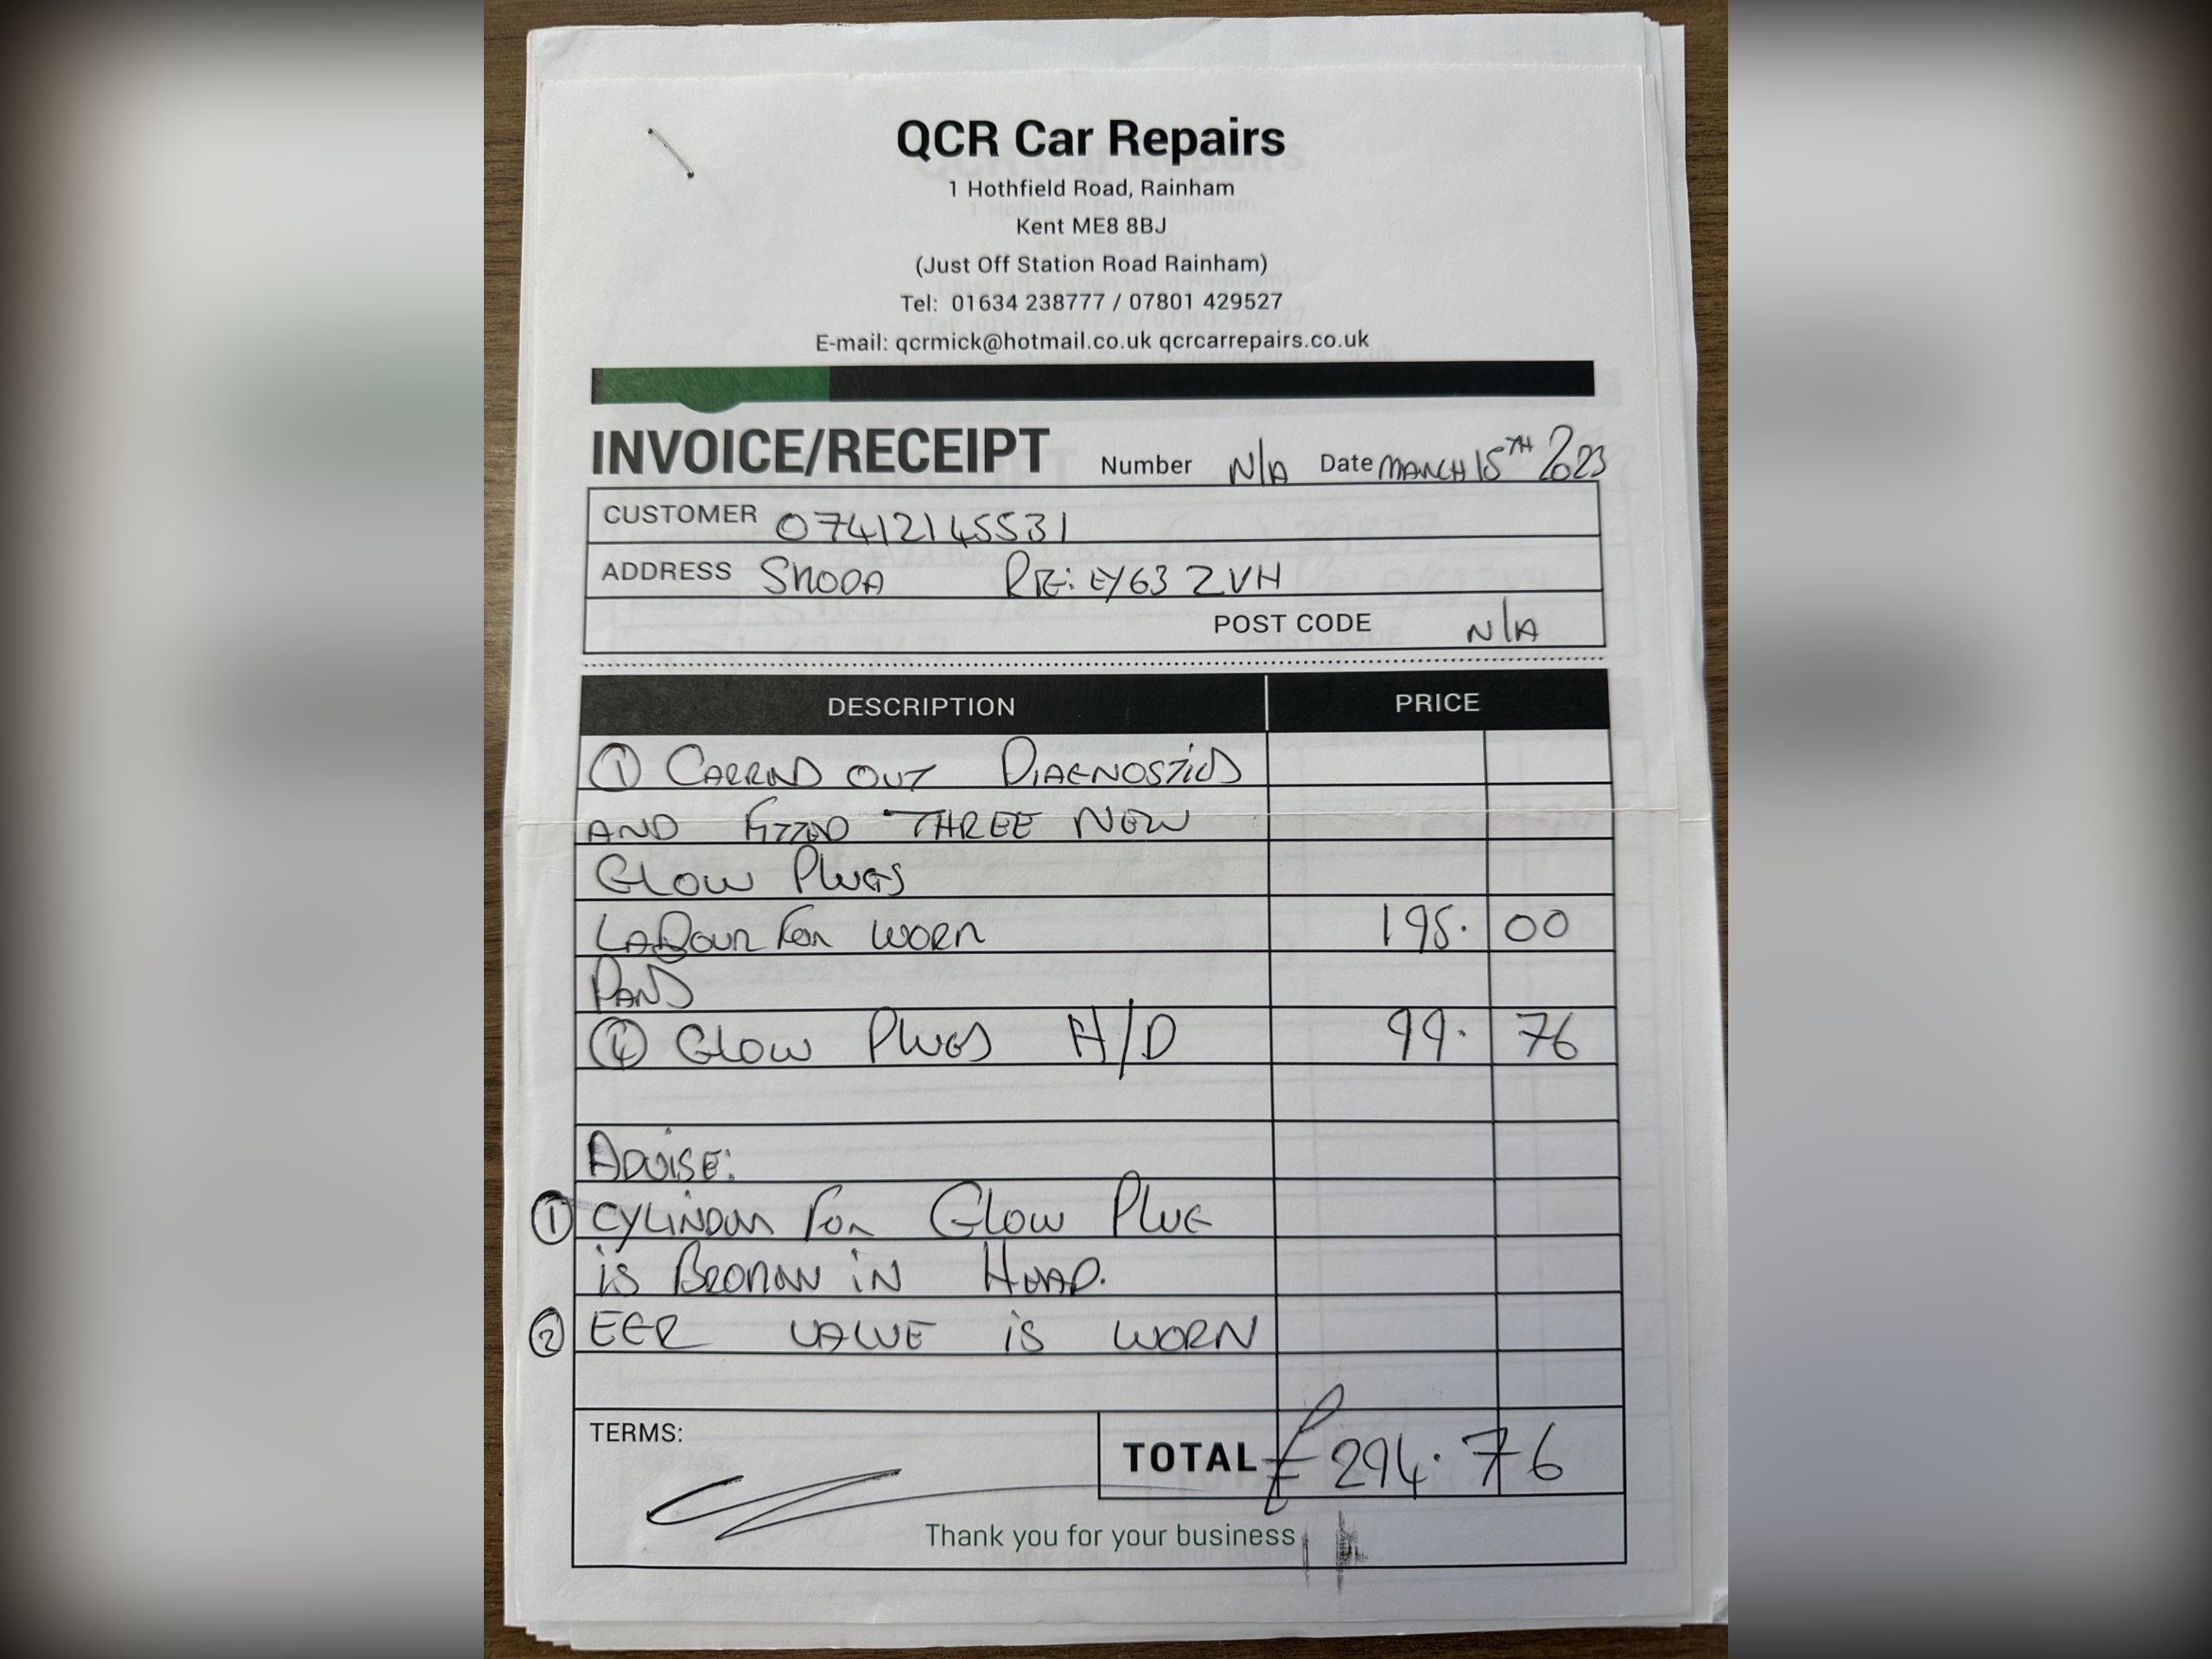 QCR Car Repairs
1 Hothfield Road, Rainham
Kent ME8 8BJ
(Just Off Station Road Rainham)
Tel: 01634 238777 / 07801 429527
E-mail: qcrmick@hotmail.co.uk qcrcarrepairs.co.uk
INVOICE/RECEIPT Number N/A Date MARCH 15TH 2023
CUSTOMER 07412145531
ADDRESS SKODA RE: EY63 ZVH
POST CODE N/A
DESCRIPTION PRICE
① CARRIED OUT DIAGNOSTICS
AND FITTED THREE NEW
GLOW PLUGS
LABOUR FOR WORK 195. 00
PARTS
④ GLOW PLUGS H/D 99. 76
ADVISE:
① CYLINDER FOR GLOW PLUG
IS BROKEN IN HEAD.
② EGR VALVE IS WORN
TERMS: TOTAL £294.76
Thank you for your business